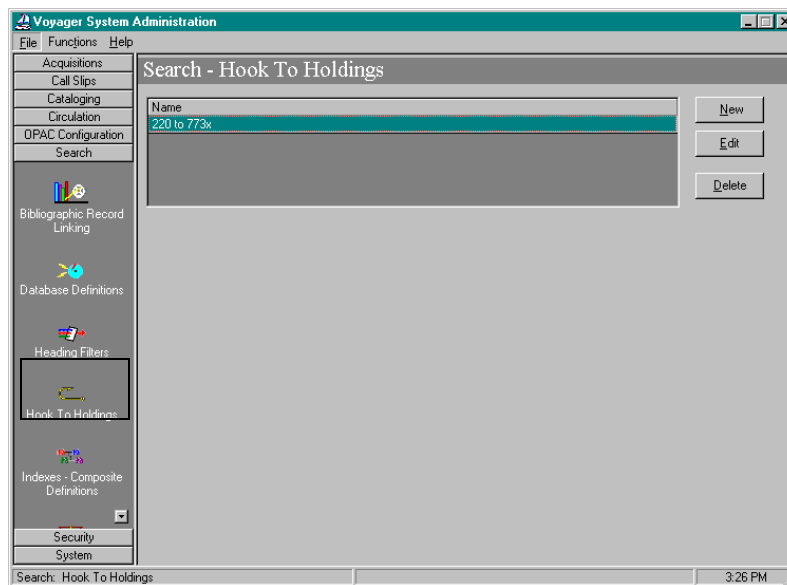 Voyager System Administration
File Functions Help
Acquisitions
Call Slips
Cataloging
Circulation
OPAC Configuration
Search
Bibliographic Record
Linking
Database Definitions
Heading Filters
Hook To Holdings
Indexes - Composite
Definitions
Security
System
Search - Hook To Holdings
Name
220 to 773x
New
Edit
Delete
Search: Hook To Holdings
3:26 PM